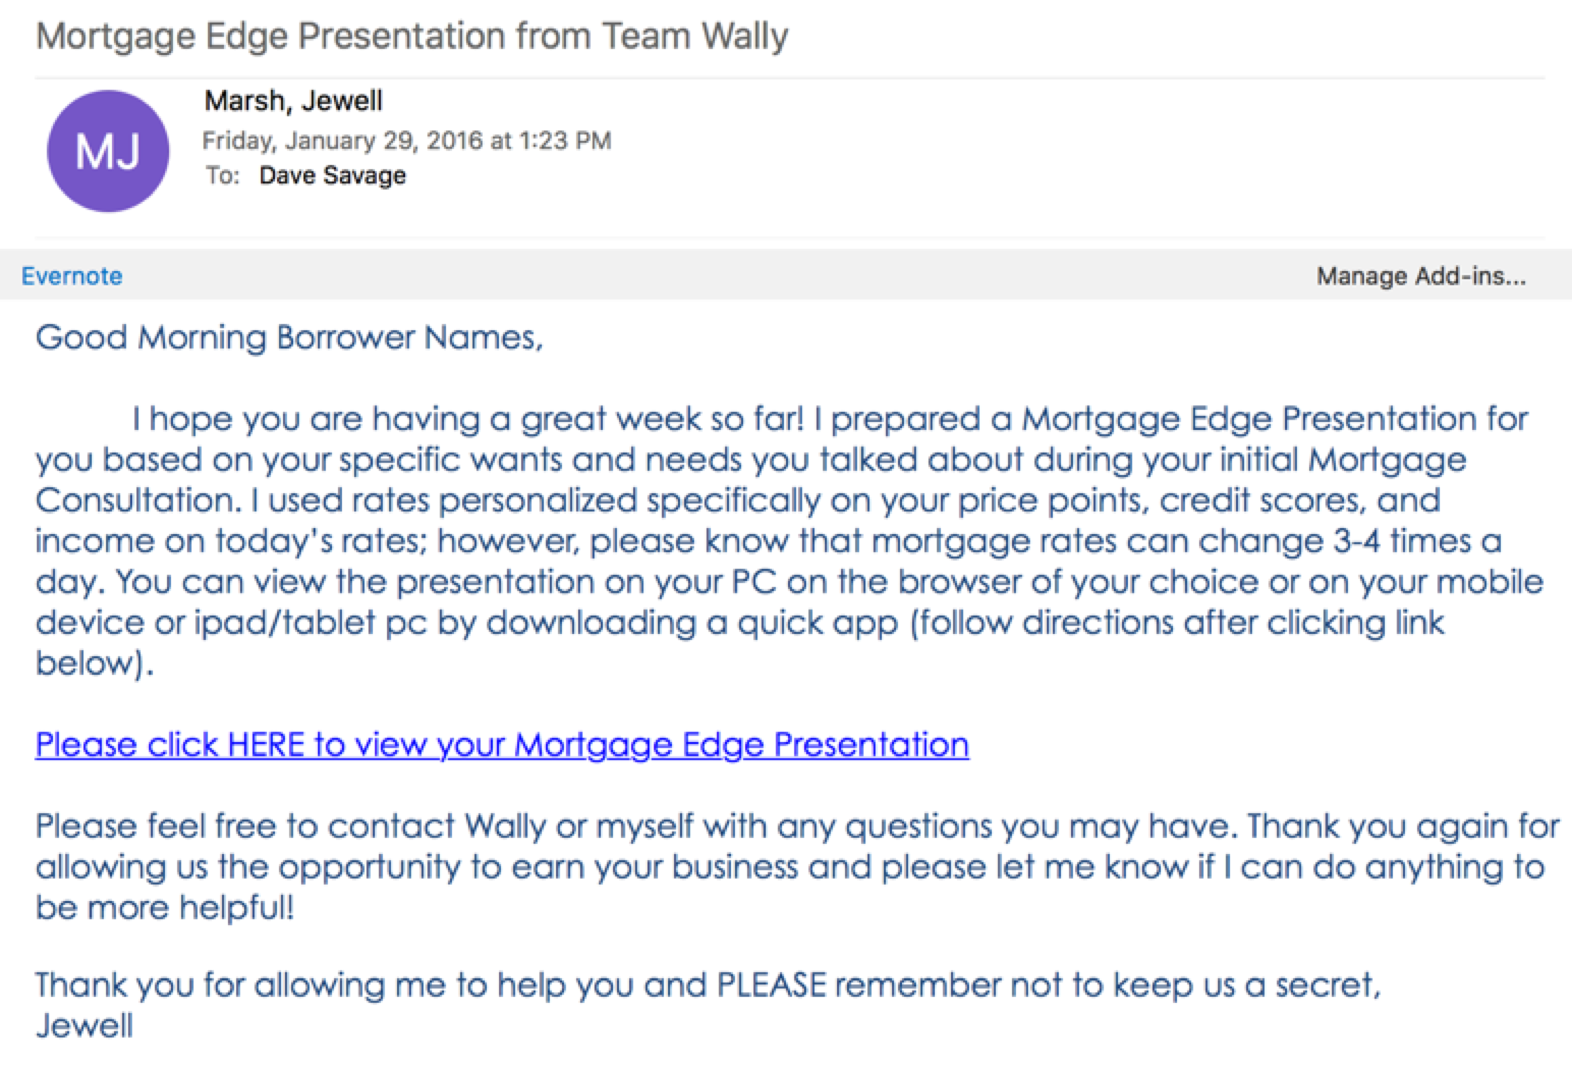 Mortgage Edge Presentation from Team Wally
MJ
Marsh, Jewell
Friday, January 29, 2016 at 1:23 PM
To: Dave Savage
Evernote
Manage Add-ins...
Good Morning Borrower Names,
I hope you are having a great week so far! I prepared a Mortgage Edge Presentation for
you based on your specific wants and needs you talked about during your initial Mortgage
Consultation. I used rates personalized specifically on your price points, credit scores, and
income on today's rates; however, please know that mortgage rates can change 3-4 times a
day. You can view the presentation on your PC on the browser of your choice or on your mobile
device or ipad/tablet pc by downloading a quick app (follow directions after clicking link
below).
Please click HERE to view your Mortgage Edge Presentation
Please feel free to contact Wally or myself with any questions you may have. Thank you again for
allowing us the opportunity to earn your business and please let me know if I can do anything to
be more helpful!
Thank you for allowing me to help you and PLEASE remember not to keep us a secret,
Jewell